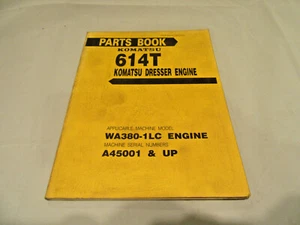 PARTS BOOK
KOMATSU
614T
KOMATSU DRESSER ENGINE
APPLICABLE MACHINE MODEL
WA380-1LC ENGINE
MACHINE SERIAL NUMBERS
A45001 & UP